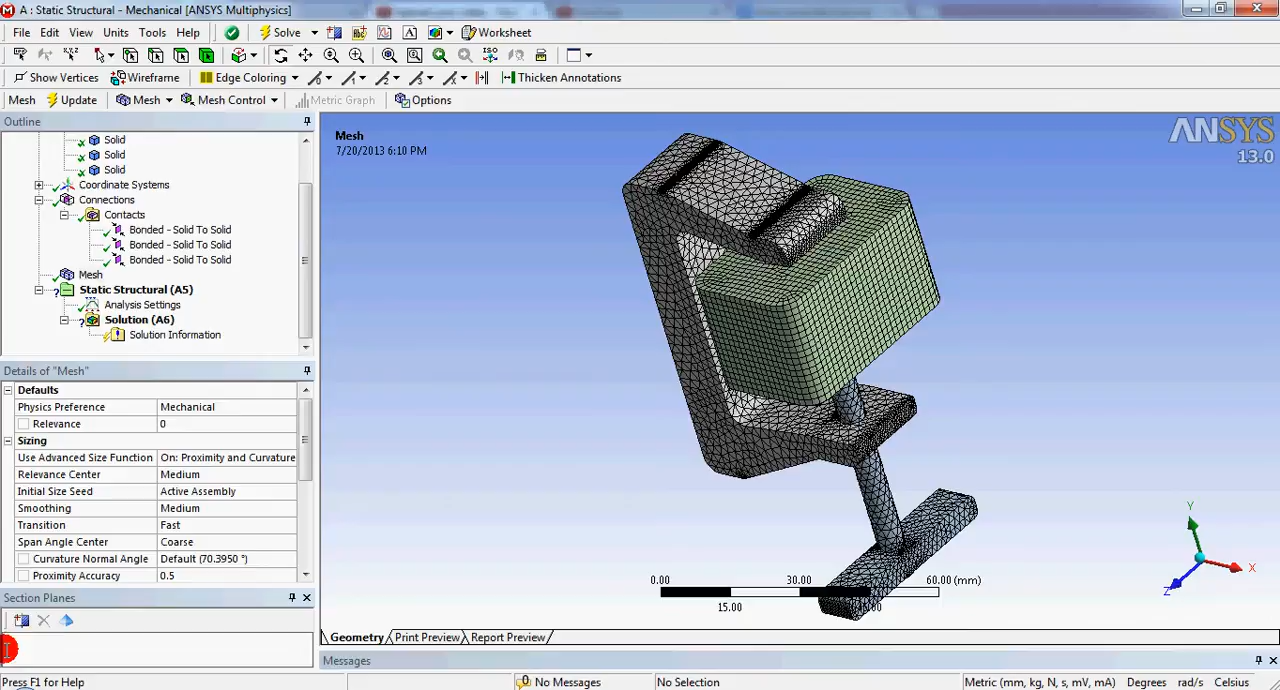 A : Static Structural - Mechanical [ANSYS Multiphysics]
File Edit View Units Tools Help Solve Worksheet
Show Vertices Wireframe Edge Coloring Thicken Annotations
Mesh Update Mesh Mesh Control Metric Graph Options
Outline
Solid
Solid
Solid
Coordinate Systems
Connections
Contacts
Bonded - Solid To Solid
Bonded - Solid To Solid
Bonded - Solid To Solid
Mesh
Static Structural (A5)
Analysis Settings
Solution (A6)
Solution Information
Details of "Mesh"
Defaults
Physics Preference Mechanical
Relevance 0
Sizing
Use Advanced Size Function On: Proximity and Curvature
Relevance Center Medium
Initial Size Seed Active Assembly
Smoothing Medium
Transition Fast
Span Angle Center Coarse
Curvature Normal Angle Default (70.3950 °)
Proximity Accuracy 0.5
Section Planes
Press F1 for Help
Mesh
7/20/2013 6:10 PM
ANSYS
13.0
Y
X
Z
0.00 30.00 60.00 (mm)
15.00
Geometry Print Preview Report Preview
Messages
No Messages No Selection Metric (mm, kg, N, s, mV, mA) Degrees rad/s Celsius